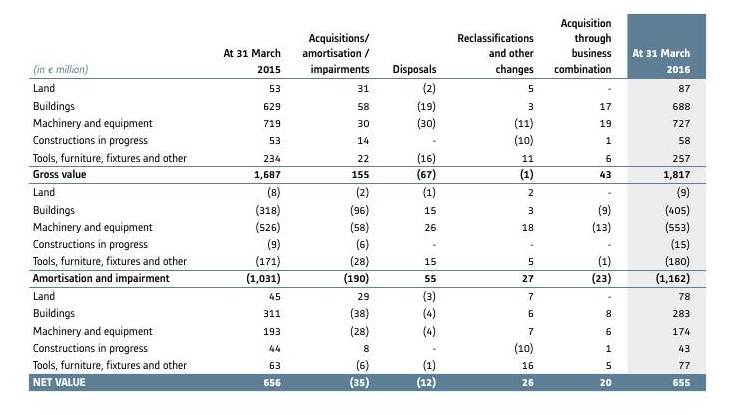 (in € million) At 31 March 2015 Acquisitions/ amortisation / impairments Disposals Reclassifications and other changes Acquisition through business combination At 31 March 2016
Land 53 31 (2) 5 - 87
Buildings 629 58 (19) 3 17 688
Machinery and equipment 719 30 (30) (11) 19 727
Constructions in progress 53 14 - (10) 1 58
Tools, furniture, fixtures and other 234 22 (16) 11 6 257
Gross value 1,687 155 (67) (1) 43 1,817
Land (8) (2) (1) 2 - (9)
Buildings (318) (96) 15 3 (9) (405)
Machinery and equipment (526) (58) 26 18 (13) (553)
Constructions in progress (9) (6) - - - (15)
Tools, furniture, fixtures and other (171) (28) 15 5 (1) (180)
Amortisation and impairment (1,031) (190) 55 27 (23) (1,162)
Land 45 29 (3) 7 - 78
Buildings 311 (38) (4) 6 8 283
Machinery and equipment 193 (28) (4) 7 6 174
Constructions in progress 44 8 - (10) 1 43
Tools, furniture, fixtures and other 63 (6) (1) 16 5 77
NET VALUE 656 (35) (12) 26 20 655